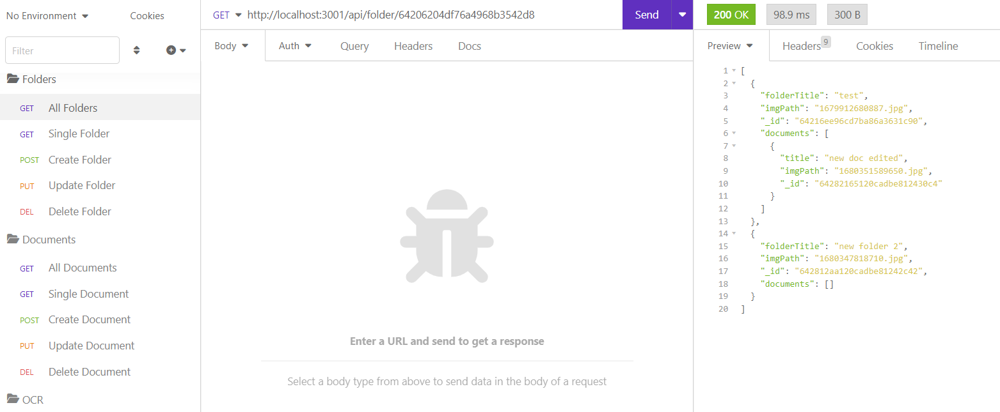 No Environment
Cookies
Filter
Folders
GET All Folders
GET Single Folder
POST Create Folder
PUT Update Folder
DEL Delete Folder
Documents
GET All Documents
GET Single Document
POST Create Document
PUT Update Document
DEL Delete Document
OCR
GET http://localhost:3001/api/folder/64206204df76a4968b3542d8 Send
Body Auth Query Headers Docs
Enter a URL and send to get a response
Select a body type from above to send data in the body of a request
200 OK 98.9 ms 300 B
Preview Headers 9 Cookies Timeline
1 [
2 {
3 "folderTitle": "test",
4 "imgPath": "1679912680887.jpg",
5 "_id": "64216ee96cd7ba86a3631c90",
6 "documents": [
7 {
8 "title": "new doc edited",
9 "imgPath": "1680351589650.jpg",
10 "_id": "64282165120cadbe812430c4"
11 }
12 ]
13 },
14 {
15 "folderTitle": "new folder 2",
16 "imgPath": "1680347818710.jpg",
17 "_id": "642812aa120cadbe81242c42",
18 "documents": []
19 }
20 ]